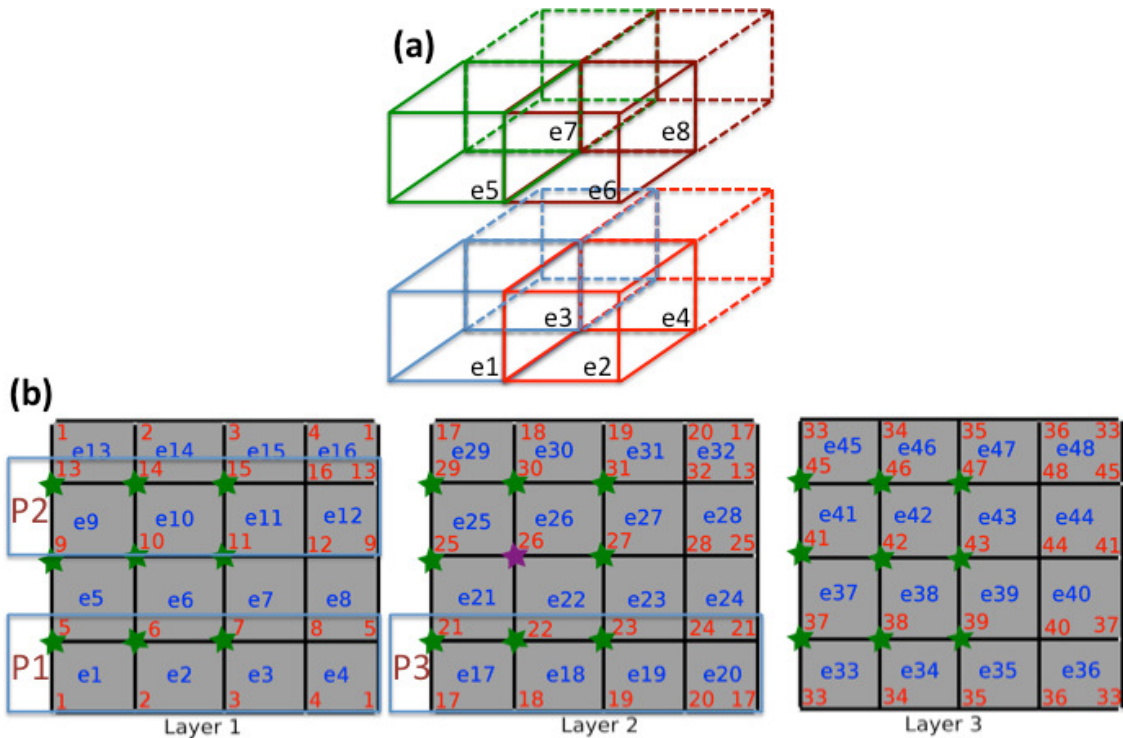 (a)
e7 e8
e5 e6
e3 e4
e1 e2
(b)
1 2 3 4 1
e13 e14 e15 e16
13 14 15 16 13
P2
e9 e10 e11 e12
9 10 11 12 9
e5 e6 e7 e8
5 6 7 8 5
P1
e1 e2 e3 e4
1 2 3 4 1
Layer 1
17 18 19 20 17
e29 e30 e31 e32
29 30 31 32 13
e25 e26 e27 e28
25 26 27 28 25
e21 e22 e23 e24
21 22 23 24 21
P3
e17 e18 e19 e20
17 18 19 20 17
Layer 2
33 34 35 36 33
e45 e46 e47 e48
45 46 47 48 45
e41 e42 e43 e44
41 42 43 44 41
e37 e38 e39 e40
37 38 39 40 37
e33 e34 e35 e36
33 34 35 36 33
Layer 3